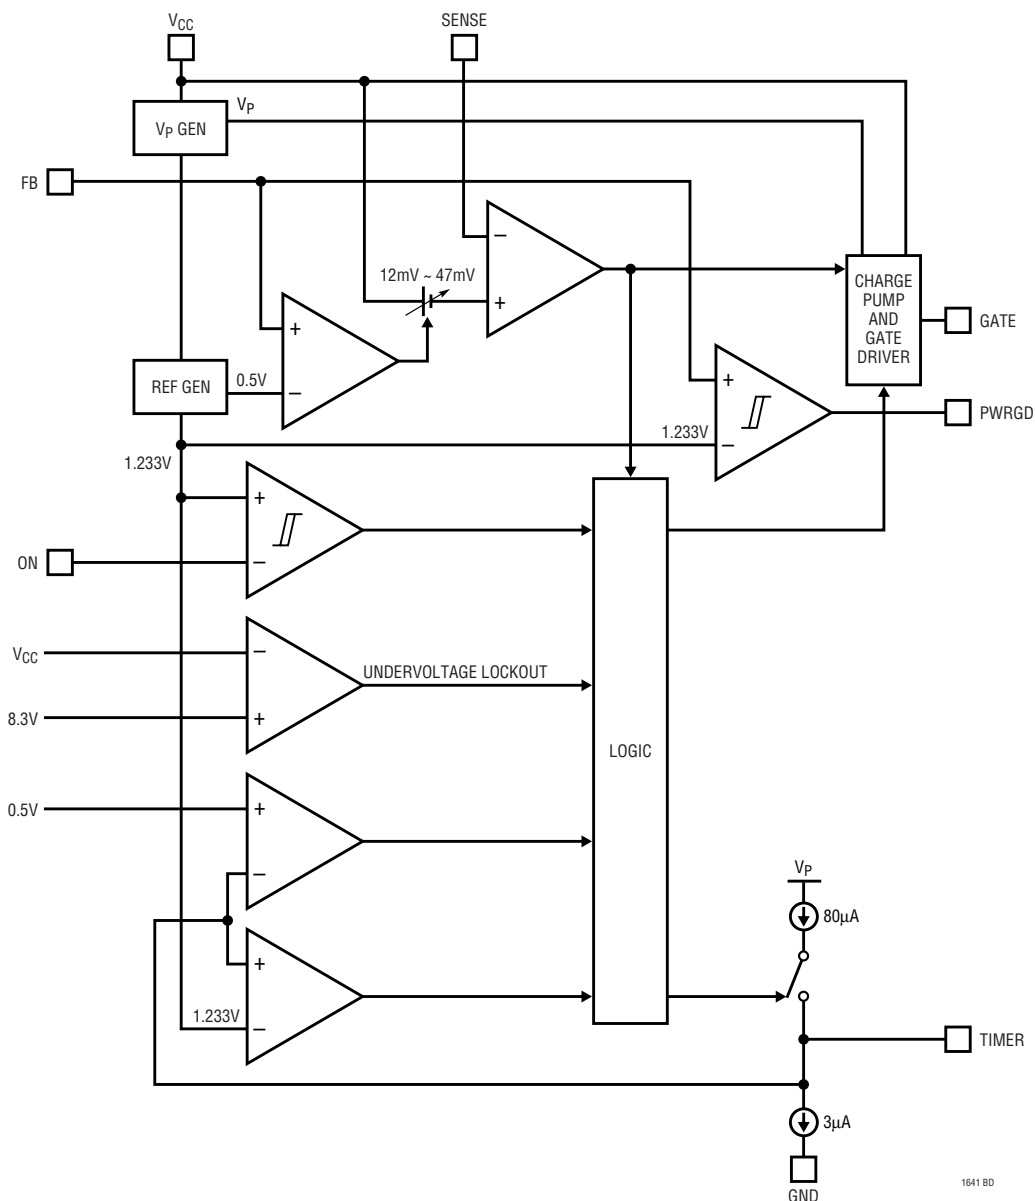 VCC
SENSE
VP GEN
VP
FB
12mV ~ 47mV
−
+
CHARGE
PUMP
AND
GATE
DRIVER
GATE
+
−
REF GEN
0.5V
+
−
PWRGD
1.233V
1.233V
+
−
ON
VCC
−
UNDERVOLTAGE LOCKOUT
8.3V
+
LOGIC
0.5V
+
−
VP
80μA
+
1.233V
−
TIMER
3μA
GND
1641 BD